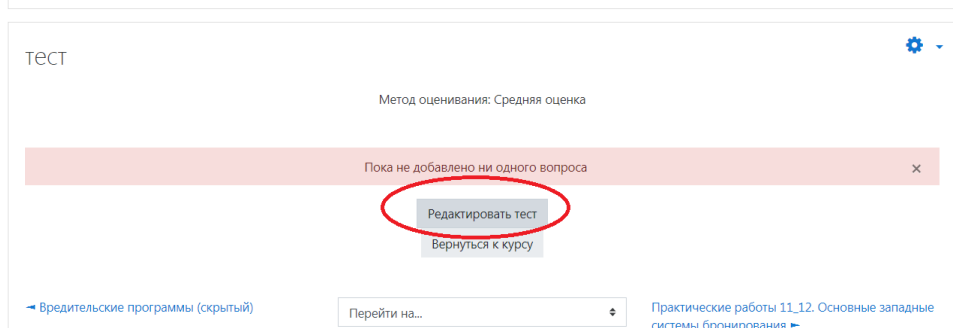 тест
Метод оценивания: Средняя оценка
Пока не добавлено ни одного вопроса ×
Редактировать тест
Вернуться к курсу
◄ Вредительские программы (скрытый)
Перейти на...
Практические работы 11_12. Основные западные
системы бронирования ►